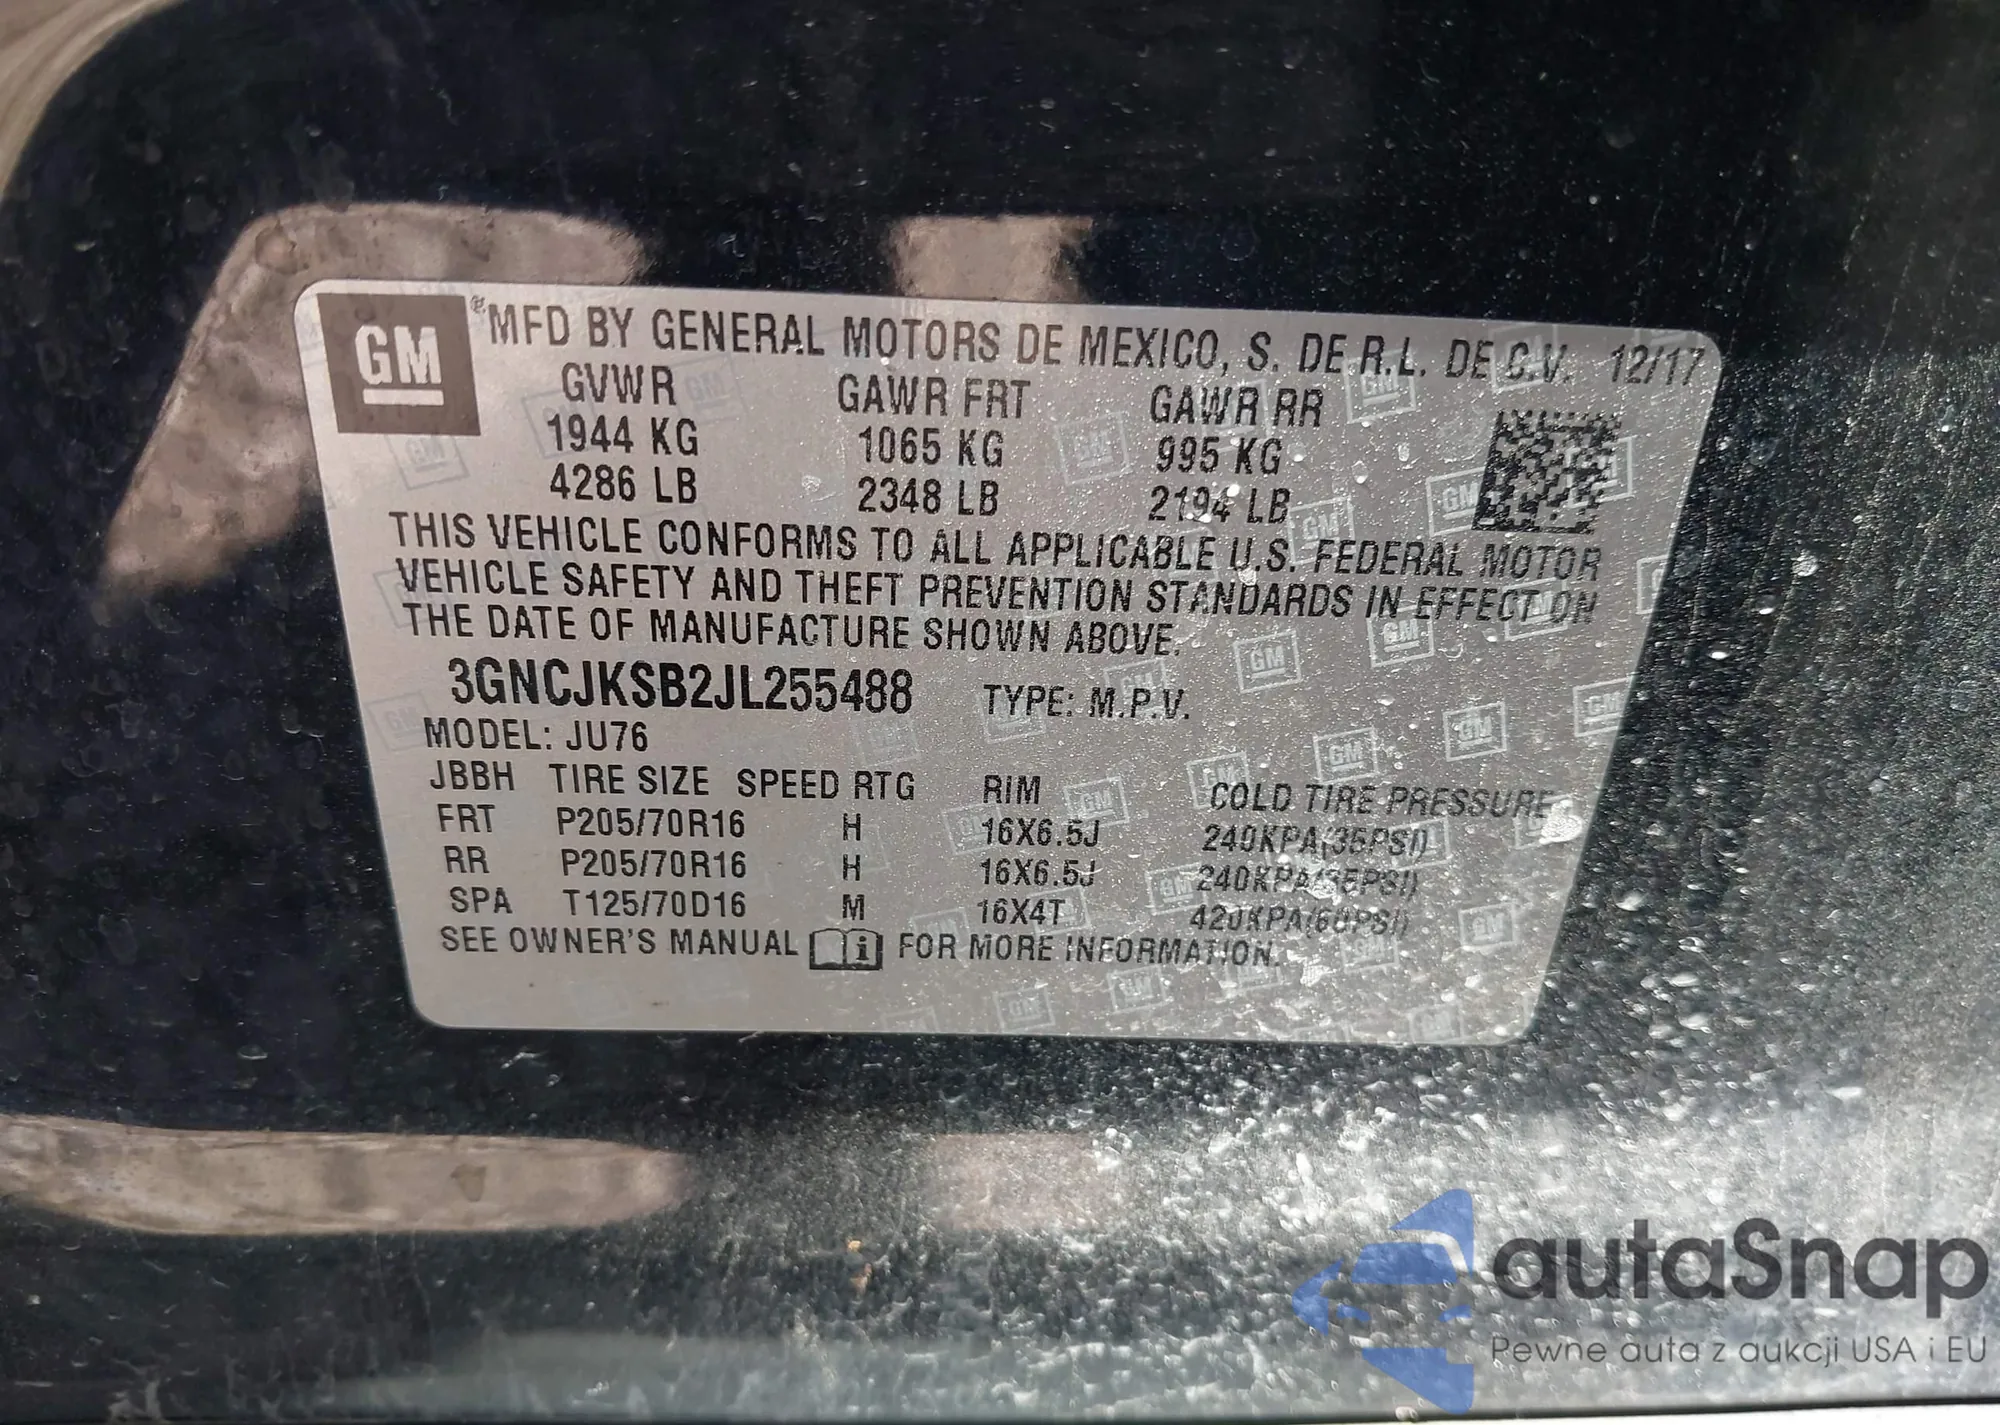 GM
MFD BY GENERAL MOTORS DE MEXICO, S. DE R.L. DE C.V. 12/17
GVWR GAWR FRT GAWR RR
1944 KG 1065 KG 995 KG
4286 LB 2348 LB 2194 LB
THIS VEHICLE CONFORMS TO ALL APPLICABLE U.S. FEDERAL MOTOR
VEHICLE SAFETY AND THEFT PREVENTION STANDARDS IN EFFECT ON
THE DATE OF MANUFACTURE SHOWN ABOVE.
3GNCJKSB2JL255488 TYPE: M.P.V.
MODEL: JU76
JBBH TIRE SIZE SPEED RTG RIM COLD TIRE PRESSURE
FRT P205/70R16 H 16X6.5J 240KPA(35PSI)
RR P205/70R16 H 16X6.5J 240KPA(35PSI)
SPA T125/70D16 M 16X4T 420KPA(60PSI)
SEE OWNER'S MANUAL i FOR MORE INFORMATION.
autaSnap
Pewne auta z aukcji USA i EU